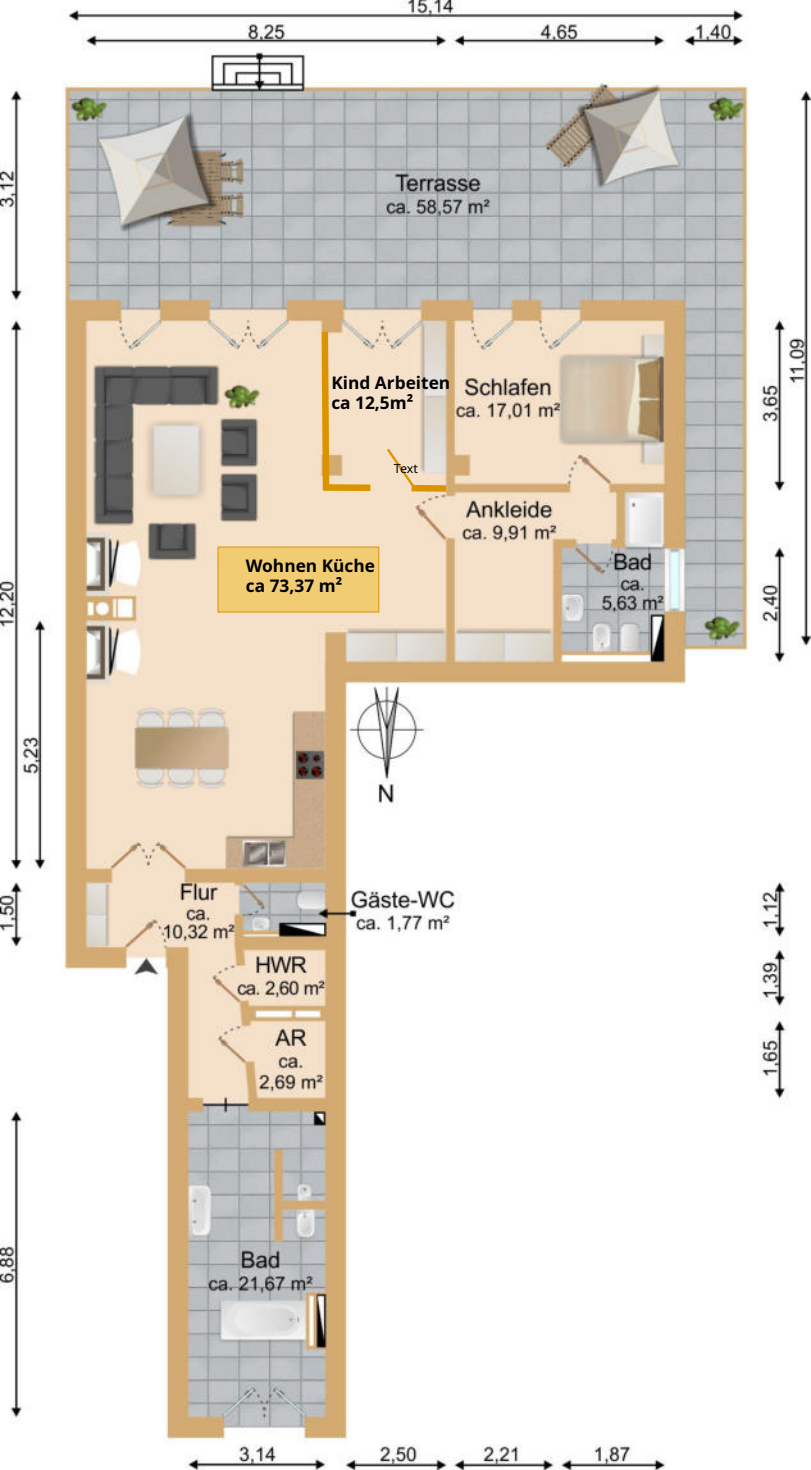 15,14
8.25
4.65
1,40
3,12
Terrasse
ca. 58,57 m²
11,09
Kind Arbeiten
ca 12,5m²
Schlafen
ca. 17,01 m²
3,65
Text
Ankleide
ca. 9,91 m²
Wohnen Küche
ca 73,37 m²
Bad
ca.
5,63 m²
2,40
12,20
5,23
N
Flur
ca.
10,32 m²
1,50
Gäste-WC
ca. 1,77 m²
1,12
HWR
ca. 2,60 m²
1,39
AR
ca.
2,69 m²
1,65
6,88
Bad
ca. 21,67 m²
3,14
2,50
2,21
1,87